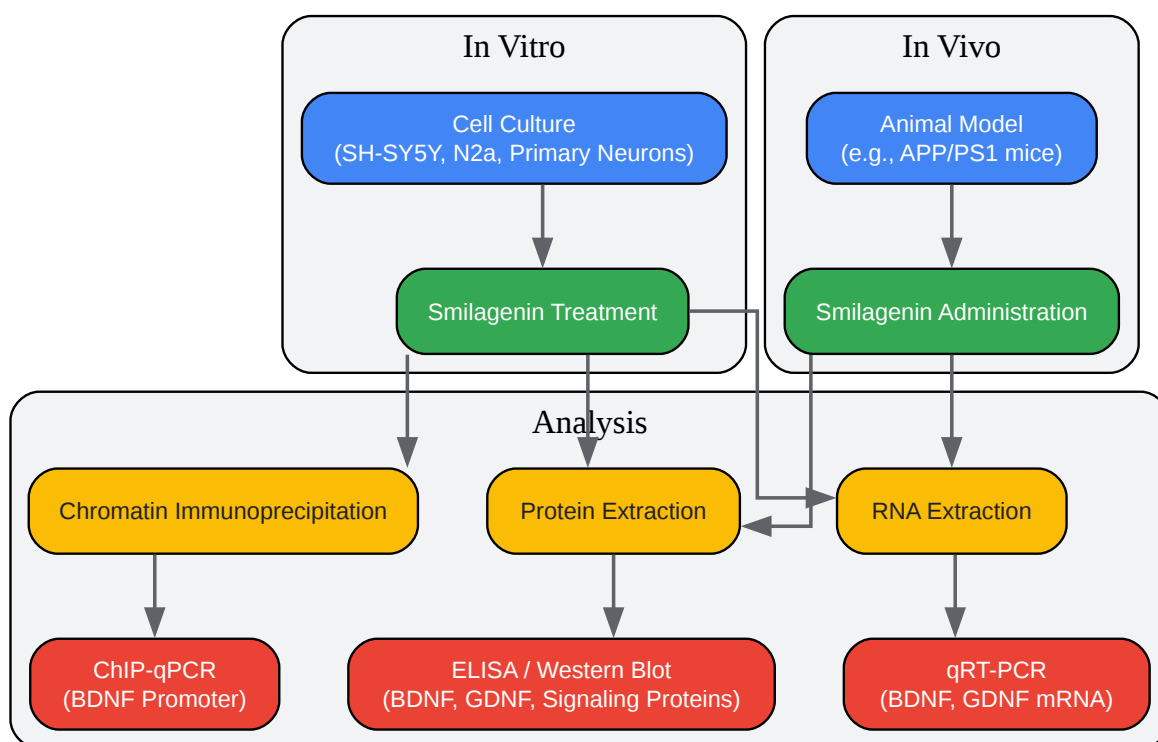 In Vitro
In Vivo
Cell Culture
(SH-SY5Y, N2a, Primary Neurons)
Animal Model
(e.g., APP/PS1 mice)
Smilagenin Treatment
Smilagenin Administration
Analysis
Chromatin Immunoprecipitation
Protein Extraction
RNA Extraction
ChIP-qPCR
(BDNF Promoter)
ELISA / Western Blot
(BDNF, GDNF, Signaling Proteins)
qRT-PCR
(BDNF, GDNF mRNA)